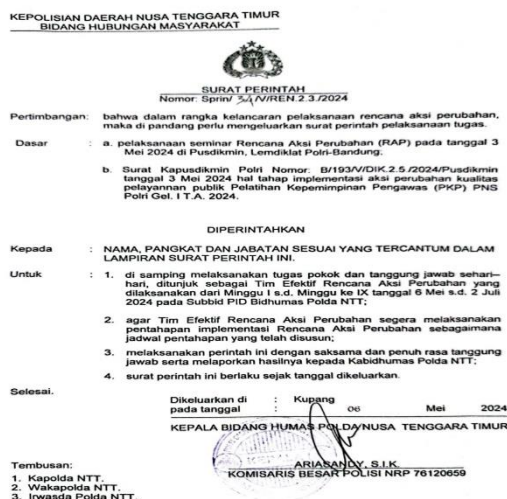 KEPOLISIAN DAERAH NUSA TENGGARA TIMUR
BIDANG HUBUNGAN MASYARAKAT
SURAT PERINTAH
Nomor: Sprin/ /V/REN.2.3./2024
Pertimbangan: bahwa dalam rangka kelancaran pelaksanaan rencana aksi perubahan,
maka di pandang perlu mengeluarkan surat perintah pelaksanaan tugas.
Dasar : a. pelaksanaan seminar Rencana Aksi Perubahan (RAP) pada tanggal 3
Mei 2024 di Pusdikmin, Lemdiklat Polri-Bandung;
b. Surat Kapusdikmin Polri Nomor: B/193/V/DIK.2.5./2024/Pusdikmin
tanggal 3 Mei 2024 hal tahap implementasi aksi perubahan kualitas
pelayannan publik Pelatihan Kepemimpinan Pengawas (PKP) PNS
Polri Gel. I T.A. 2024.
DIPERINTAHKAN
Kepada : NAMA, PANGKAT DAN JABATAN SESUAI YANG TERCANTUM DALAM
LAMPIRAN SURAT PERINTAH INI.
Untuk : 1. di samping melaksanakan tugas pokok dan tanggung jawab sehari–
hari, ditunjuk sebagai Tim Efektif Rencana Aksi Perubahan yang
dilaksanakan dari Minggu I s.d. Minggu ke IX tanggal 6 Mei s.d. 2 Juli
2024 pada Subbid PID Bidhumas Polda NTT;
2. agar Tim Efektif Rencana Aksi Perubahan segera melaksanakan
pentahapan implementasi Rencana Aksi Perubahan sebagaimana
jadwal pentahapan yang telah disusun;
3. melaksanakan perintah ini dengan saksama dan penuh rasa tanggung
jawab serta melaporkan hasilnya kepada Kabidhumas Polda NTT;
4. surat perintah ini berlaku sejak tanggal dikeluarkan.
Selesai.
Dikeluarkan di : Kupang
pada tanggal : 06 Mei 2024
KEPALA BIDANG HUMAS POLDA NUSA TENGGARA TIMUR
ARIASANDY, S.I.K.
KOMISARIS BESAR POLISI NRP 76120659
Tembusan:
1. Kapolda NTT.
2. Wakapolda NTT.
3. Irwasda Polda NTT.